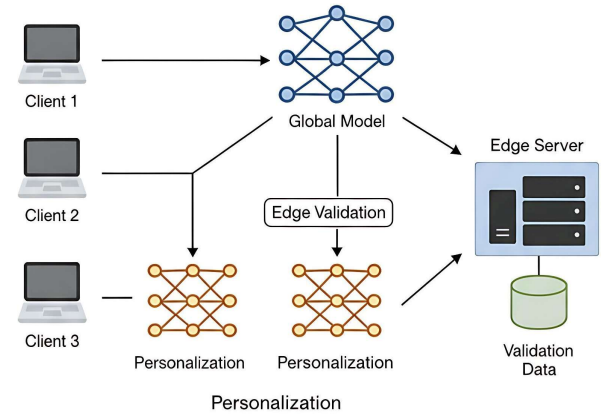 Client 1
Global Model
Edge Server
Client 2
Edge Validation
Client 3
Personalization
Personalization
Validation
Data
Personalization